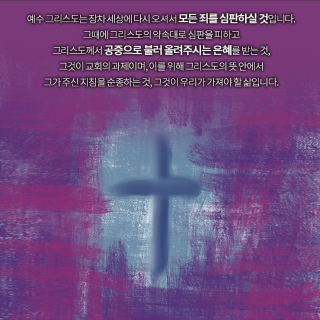 예수 그리스도는 장차 세상에 다시 오셔서 모든 죄를 심판하실 것입니다.
그때에 그리스도의 약속대로 심판을 피하고
그리스도께서 공중으로 불러 올려주시는 은혜를 받는 것,
그것이 교회의 과제이며, 이를 위해 그리스도의 뜻 안에서
그가 주신 지침을 순종하는 것, 그것이 우리가 가져야 할 삶입니다.